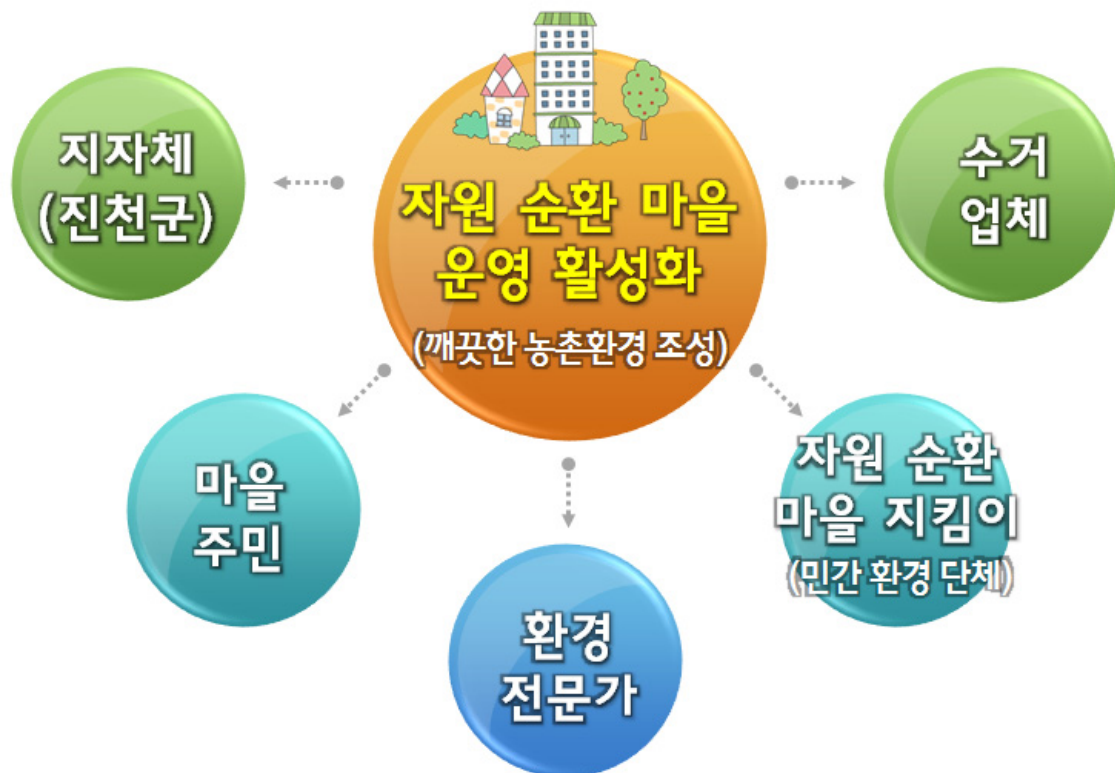 자원 순환 마을
운영 활성화
(깨끗한 농촌환경 조성)
지자체
(진천군)
수거
업체
마을
주민
환경
전문가
자원 순환
마을 지킴이
(민간 환경 단체)